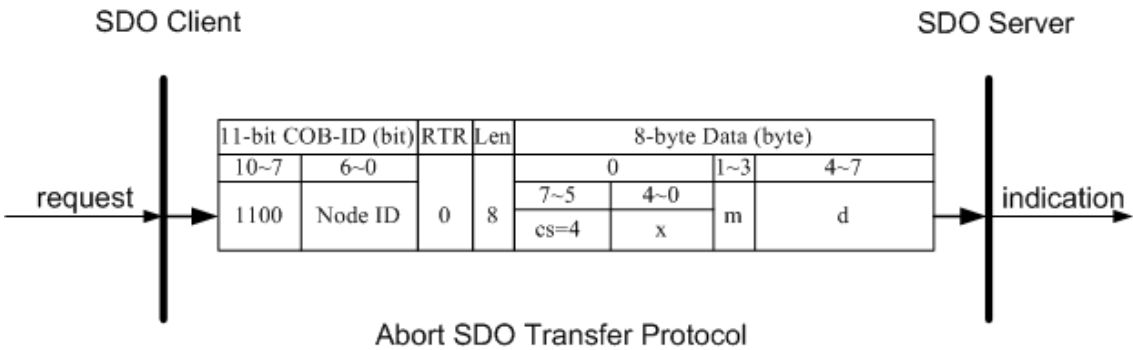 SDO Client SDO Server
11-bit COB-ID (bit) RTR Len 8-byte Data (byte)
10~7 6~0 0 1~3 4~7
request 1100 Node ID 0 8 7~5 4~0 m d indication
cs=4 x
Abort SDO Transfer Protocol